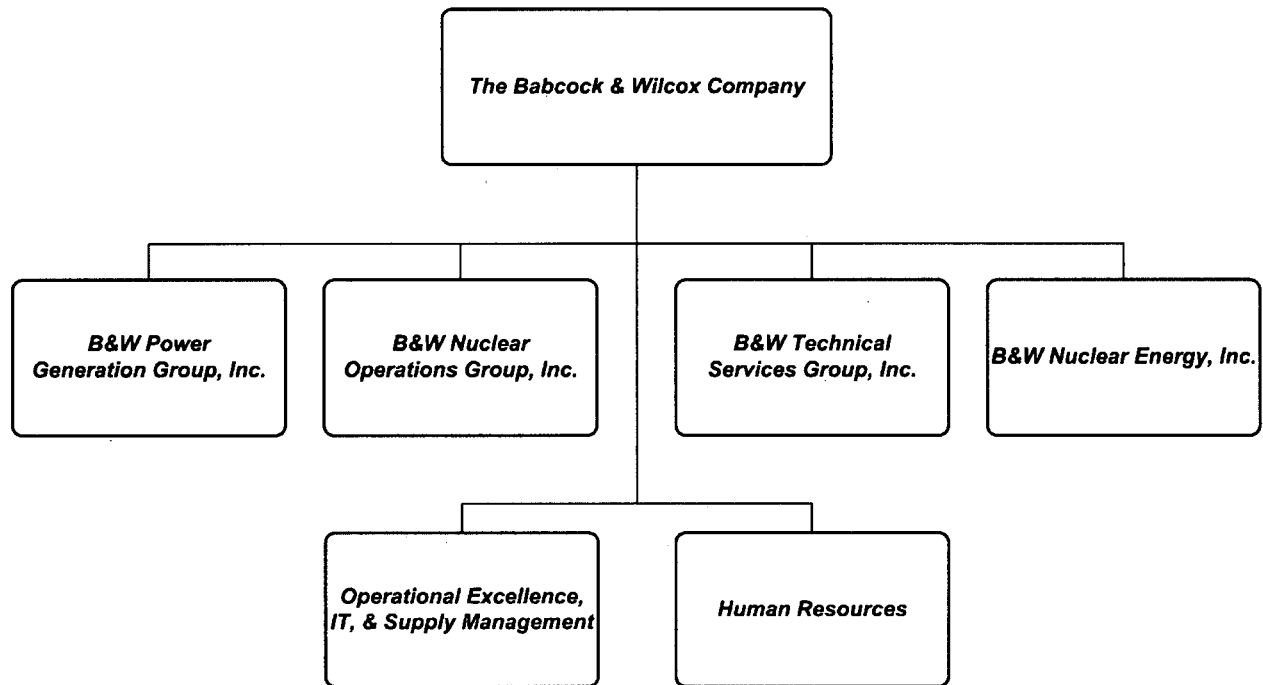 The Babcock & Wilcox Company
B&W Power
Generation Group, Inc.
B&W Nuclear
Operations Group, Inc.
B&W Technical
Services Group, Inc.
B&W Nuclear Energy, Inc.
Operational Excellence,
IT, & Supply Management
Human Resources